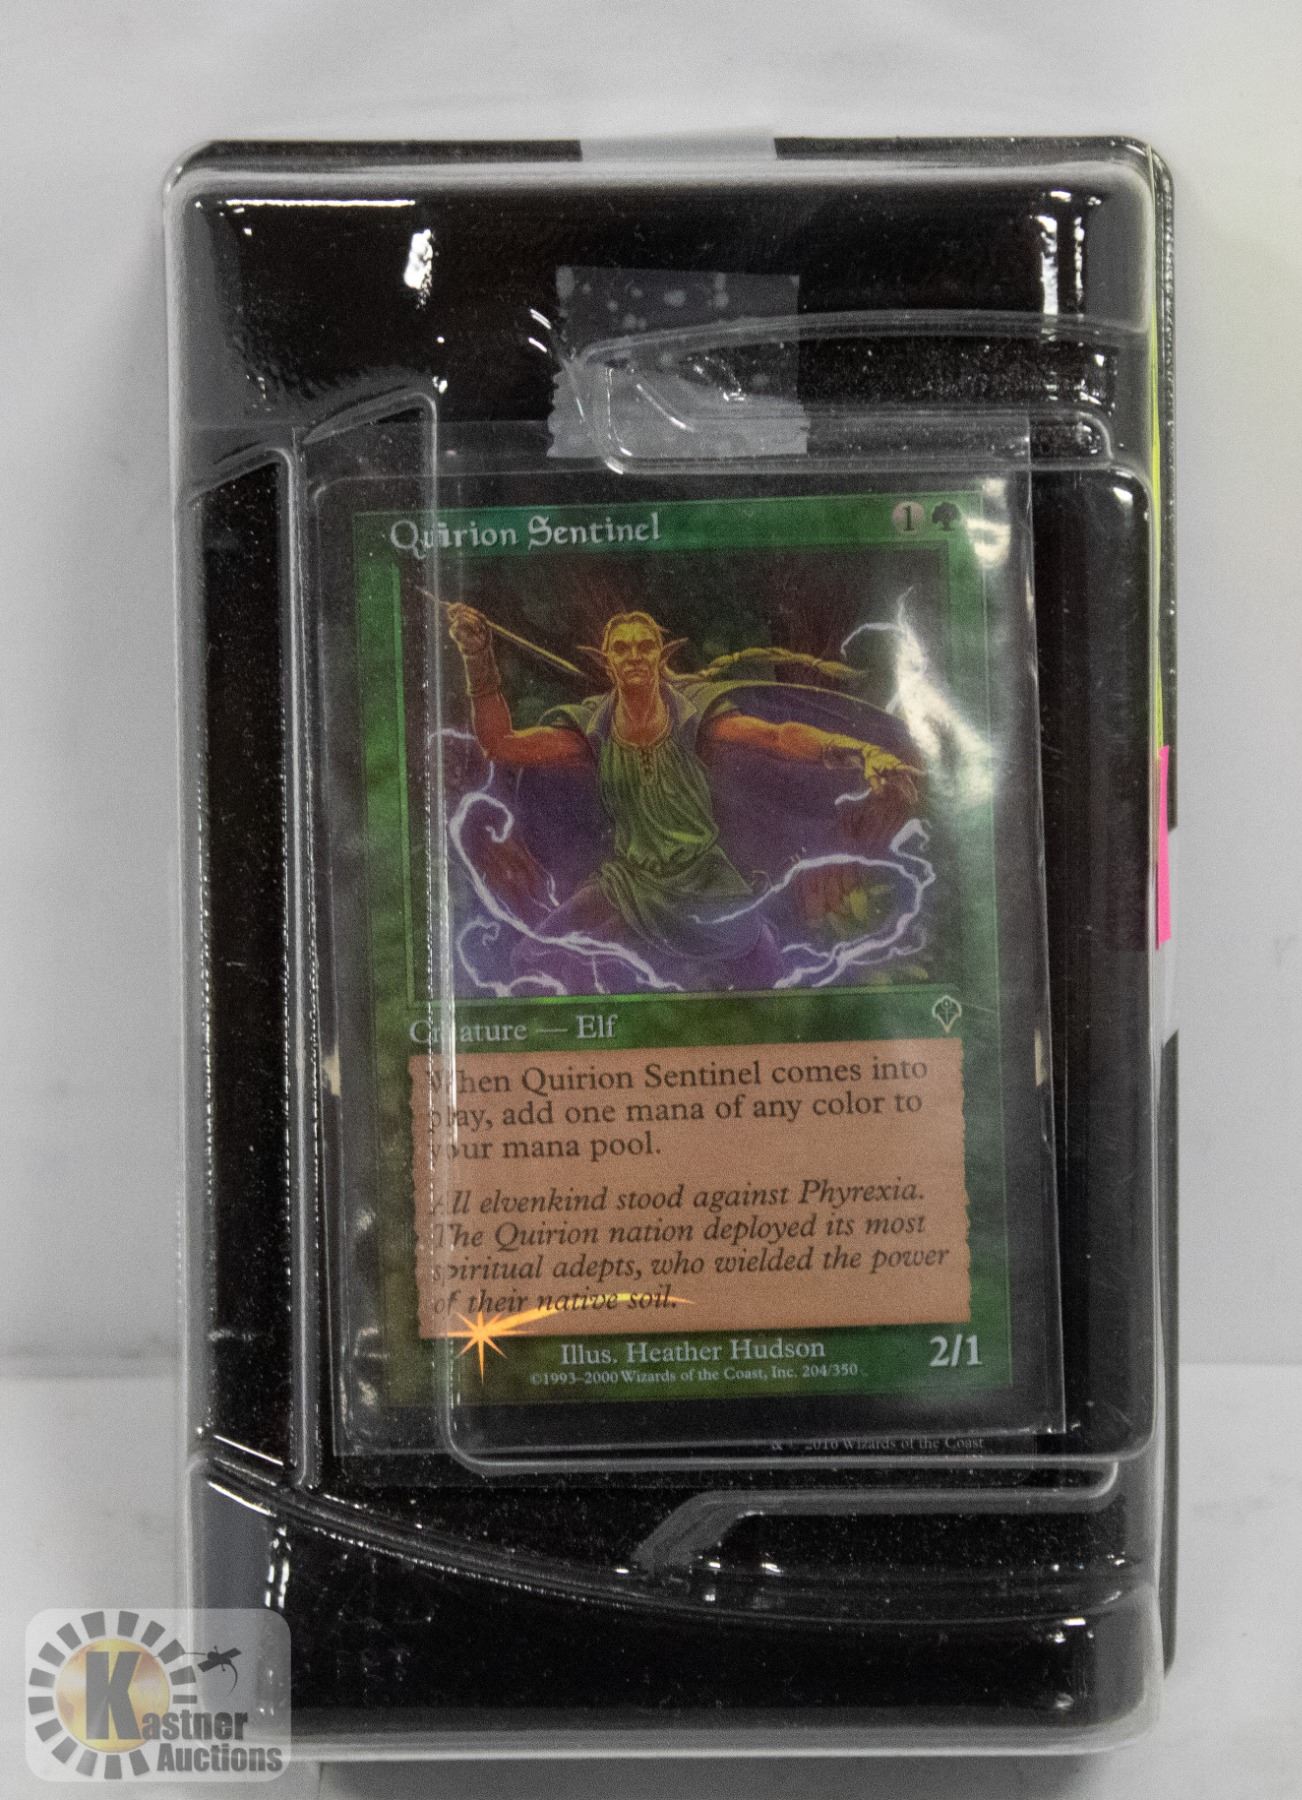 Quirion Sentinel 1
Creature — Elf
When Quirion Sentinel comes into
play, add one mana of any color to
your mana pool.
All elvenkind stood against Phyrexia.
The Quirion nation deployed its most
spiritual adepts, who wielded the power
of their native soil.
Illus. Heather Hudson
2/1
©1993–2000 Wizards of the Coast, Inc. 204/350
& © 2016 Wizards of the Coast
Kastner
Auctions